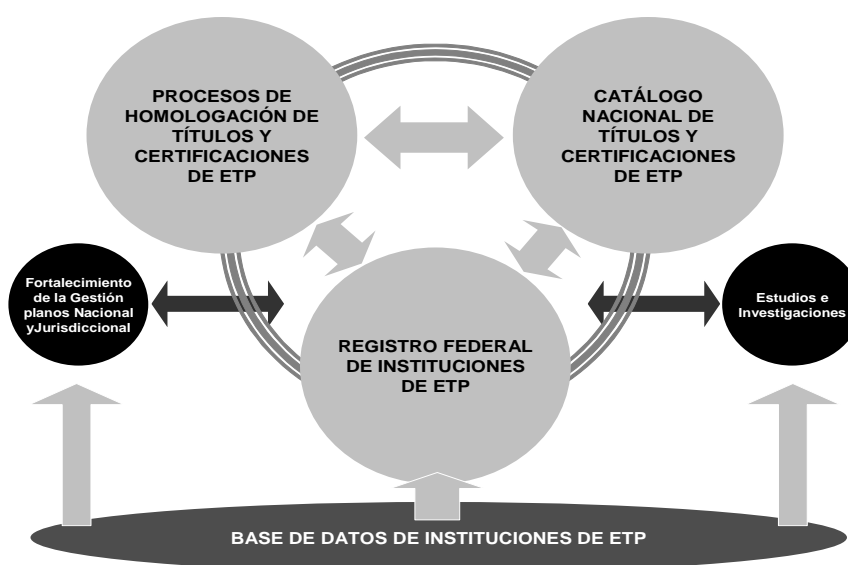 PROCESOS DE
HOMOLOGACIÓN DE
TÍTULOS Y
CERTIFICACIONES
DE ETP
CATÁLOGO
NACIONAL DE
TÍTULOS Y
CERTIFICACIONES
DE ETP
Fortalecimiento
de la Gestión
planos Nacional
yJurisdiccional
Estudios e
Investigaciones
REGISTRO FEDERAL
DE INSTITUCIONES
DE ETP
BASE DE DATOS DE INSTITUCIONES DE ETP